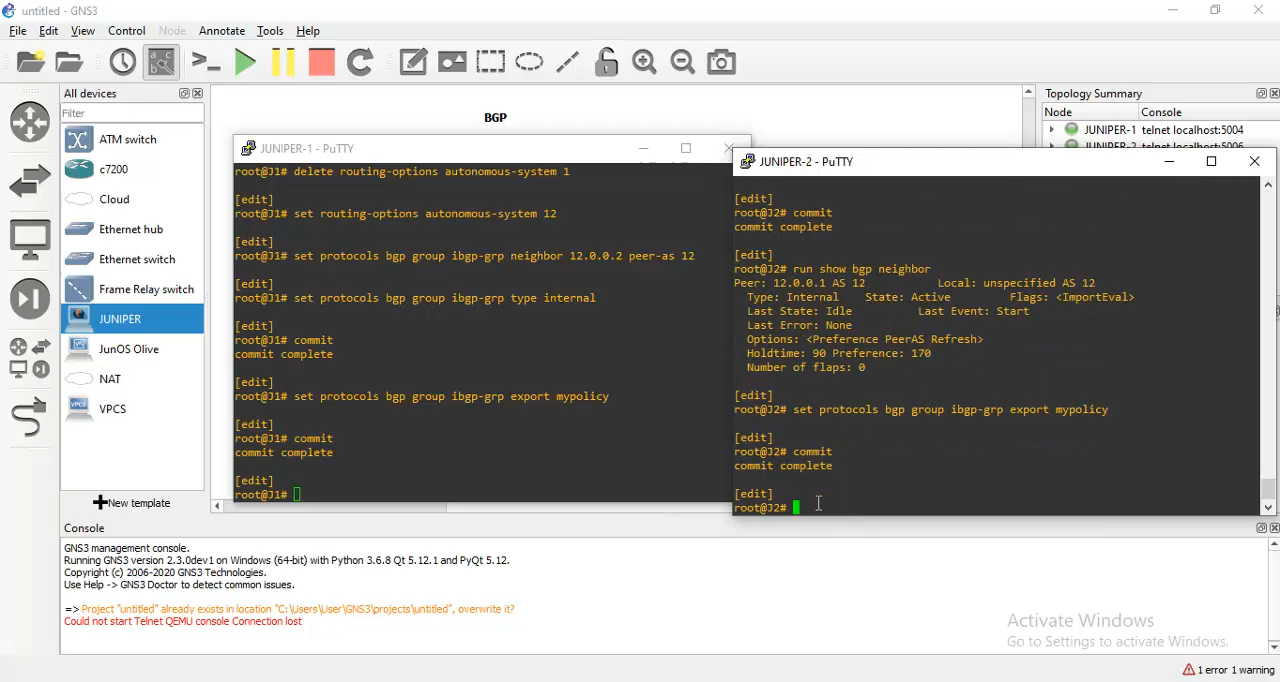 untitled - GNS3
File Edit View Control Node Annotate Tools Help
All devices
Filter
ATM switch
c7200
Cloud
Ethernet hub
Ethernet switch
Frame Relay switch
JUNIPER
JunOS Olive
NAT
VPCS
New template
BGP
JUNIPER-1 - PuTTY
root@J1# delete routing-options autonomous-system 1
[edit]
root@J1# set routing-options autonomous-system 12
[edit]
root@J1# set protocols bgp group ibgp-grp neighbor 12.0.0.2 peer-as 12
[edit]
root@J1# set protocols bgp group ibgp-grp type internal
[edit]
root@J1# commit
commit complete
[edit]
root@J1# set protocols bgp group ibgp-grp export mypolicy
[edit]
root@J1# commit
commit complete
[edit]
root@J1#
JUNIPER-2 - PuTTY
[edit]
root@J2# commit
commit complete
[edit]
root@J2# run show bgp neighbor
Peer: 12.0.0.1 AS 12 Local: unspecified AS 12
Type: Internal State: Active Flags: <ImportEval>
Last State: Idle Last Event: Start
Last Error: None
Options: <Preference PeerAS Refresh>
Holdtime: 90 Preference: 170
Number of flaps: 0
[edit]
root@J2# set protocols bgp group ibgp-grp export mypolicy
[edit]
root@J2# commit
commit complete
[edit]
root@J2#
Topology Summary
Node Console
JUNIPER-1 telnet localhost:5004
JUNIPER-2 telnet localhost:5006
Console
GNS3 management console.
Running GNS3 version 2.3.0dev1 on Windows (64-bit) with Python 3.6.8 Qt 5.12.1 and PyQt 5.12.
Copyright (c) 2006-2020 GNS3 Technologies.
Use Help -> GNS3 Doctor to detect common issues.
=> Project "untitled" already exists in location "C:\Users\User\GNS3\projects\untitled", overwrite it?
Could not start Telnet QEMU console Connection lost
Activate Windows
Go to Settings to activate Windows.
1 error 1 warning